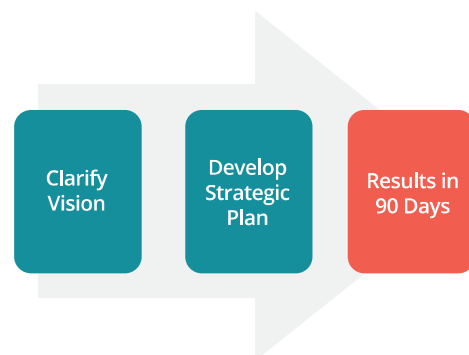 Clarify
Vision
Develop
Strategic
Plan
Results in
90 Days